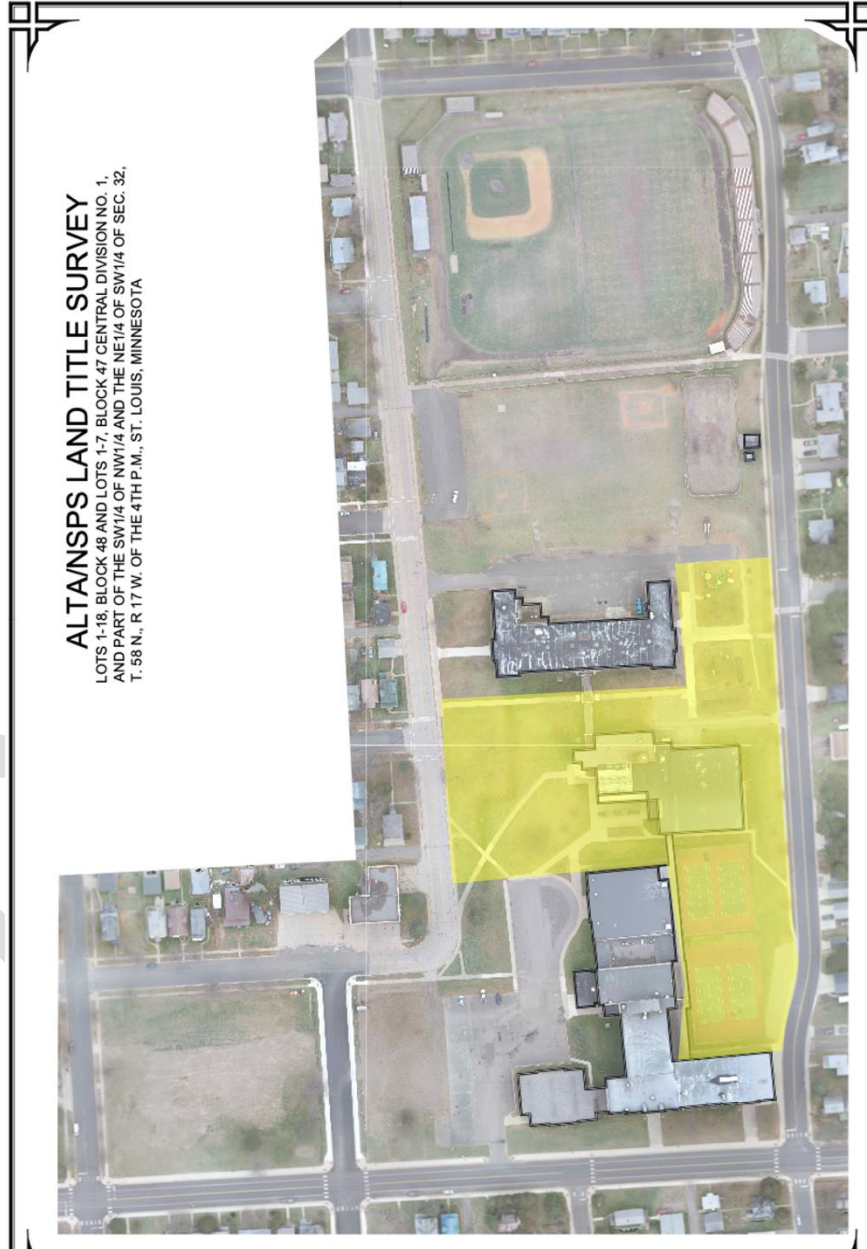 ALTA/NSPS LAND TITLE SURVEY
LOTS 1-18, BLOCK 48 AND LOTS 1-7, BLOCK 47 CENTRAL DIVISION NO. 1,
AND PART OF THE SW1/4 OF NW1/4 AND THE NE1/4 OF SW1/4 OF SEC. 32,
T. 58 N., R 17 W. OF THE 4TH P.M., ST. LOUIS, MINNESOTA